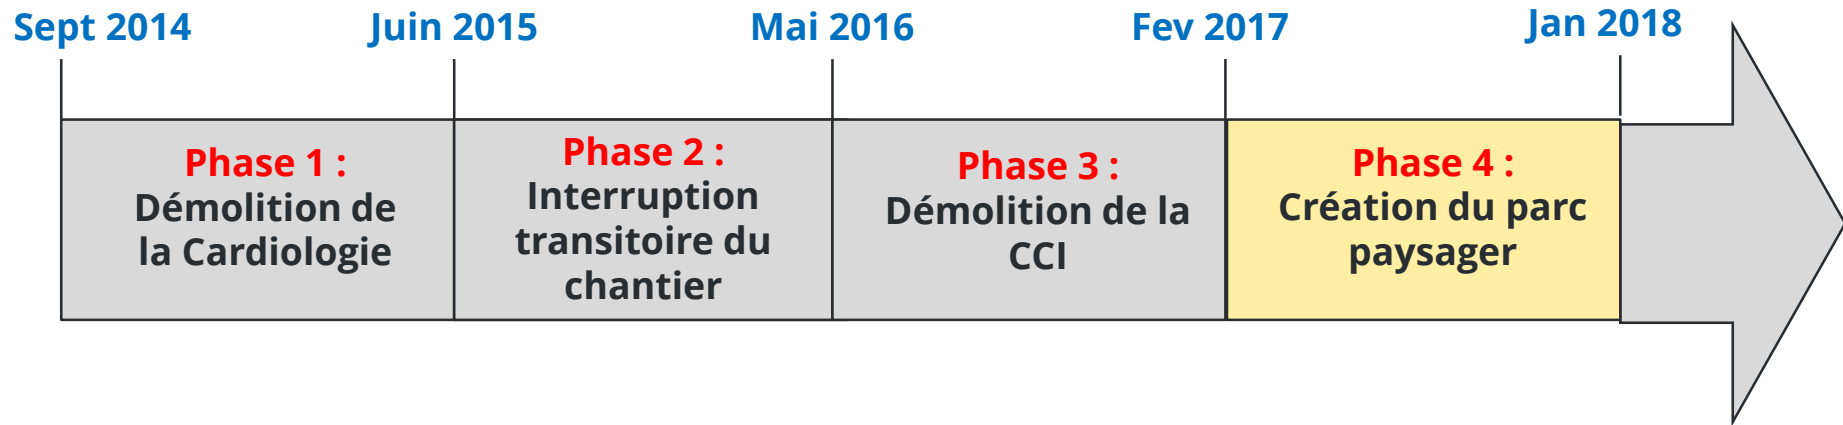 Sept 2014
Juin 2015
Mai 2016
Fev 2017
Jan 2018
Phase 1 :
Démolition de
la Cardiologie
Phase 2 :
Interruption
transitoire du
chantier
Phase 3 :
Démolition de la
CCI
Phase 4 :
Création du parc
paysager